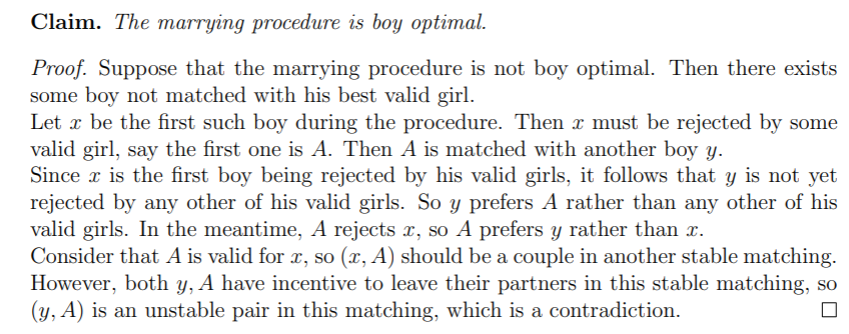 Claim. The marrying procedure is boy optimal.
Proof. Suppose that the marrying procedure is not boy optimal. Then there exists
some boy not matched with his best valid girl.
Let x be the first such boy during the procedure. Then x must be rejected by some
valid girl, say the first one is A. Then A is matched with another boy y.
Since x is the first boy being rejected by his valid girls, it follows that y is not yet
rejected by any other of his valid girls. So y prefers A rather than any other of his
valid girls. In the meantime, A rejects x, so A prefers y rather than x.
Consider that A is valid for x, so (x, A) should be a couple in another stable matching.
However, both y, A have incentive to leave their partners in this stable matching, so
(y, A) is an unstable pair in this matching, which is a contradiction. □